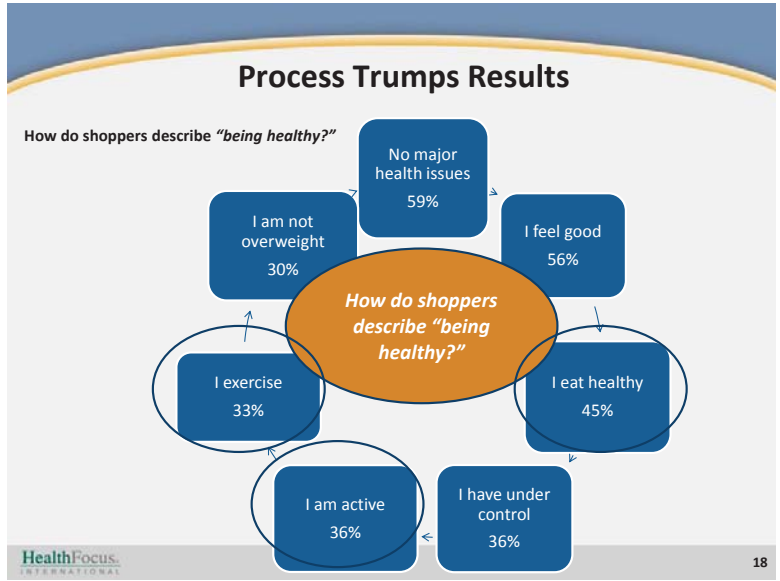 Process Trumps Results
How do shoppers describe “being healthy?”
No major
health issues
59%
I feel good
56%
I eat healthy
45%
I have under
control
36%
I am active
36%
I exercise
33%
I am not
overweight
30%
How do shoppers
describe “being
healthy?”
HealthFocus®
INTERNATIONAL
18